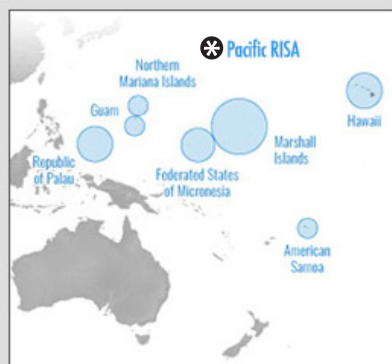 Pacific RISA
Northern
Mariana Islands
Guam
Hawaii
Republic
of Palau
Federated States
of Micronesia
Marshall
Islands
American
Samoa